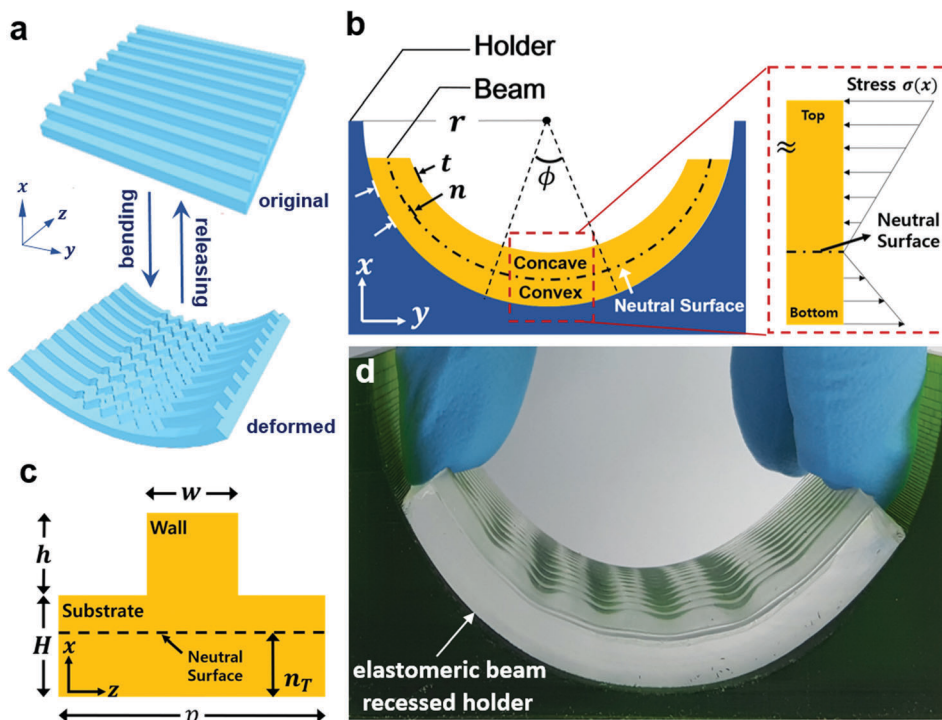 a
original
x
z
y
bending
releasing
deformed
b
Holder
Beam
r
t
n
ϕ
Concave
Convex
x
y
Neutral Surface
Stress σ(x)
Top
≈
Neutral
Surface
Bottom
c
w
Wall
h
Substrate
H
x
z
Neutral
Surface
n_T
d
elastomeric beam
recessed holder